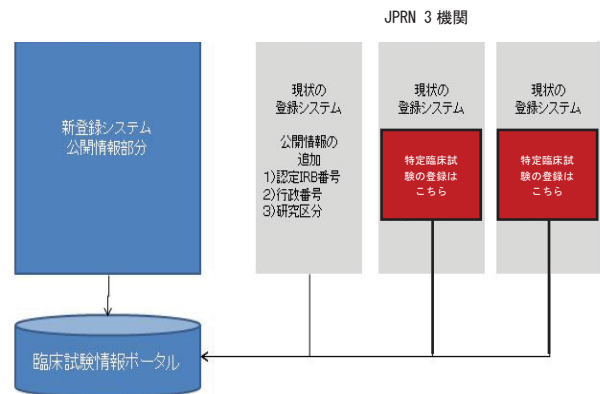 JPRN 3 機関
新登録システム
公開情報部分
現状の
登録システム
公開情報の
追加
1)認定IRB番号
2)行政番号
3)研究区分
現状の
登録システム
特定臨床試
験の登録は
こちら
現状の
登録システム
特定臨床試
験の登録は
こちら
臨床試験情報ポータル